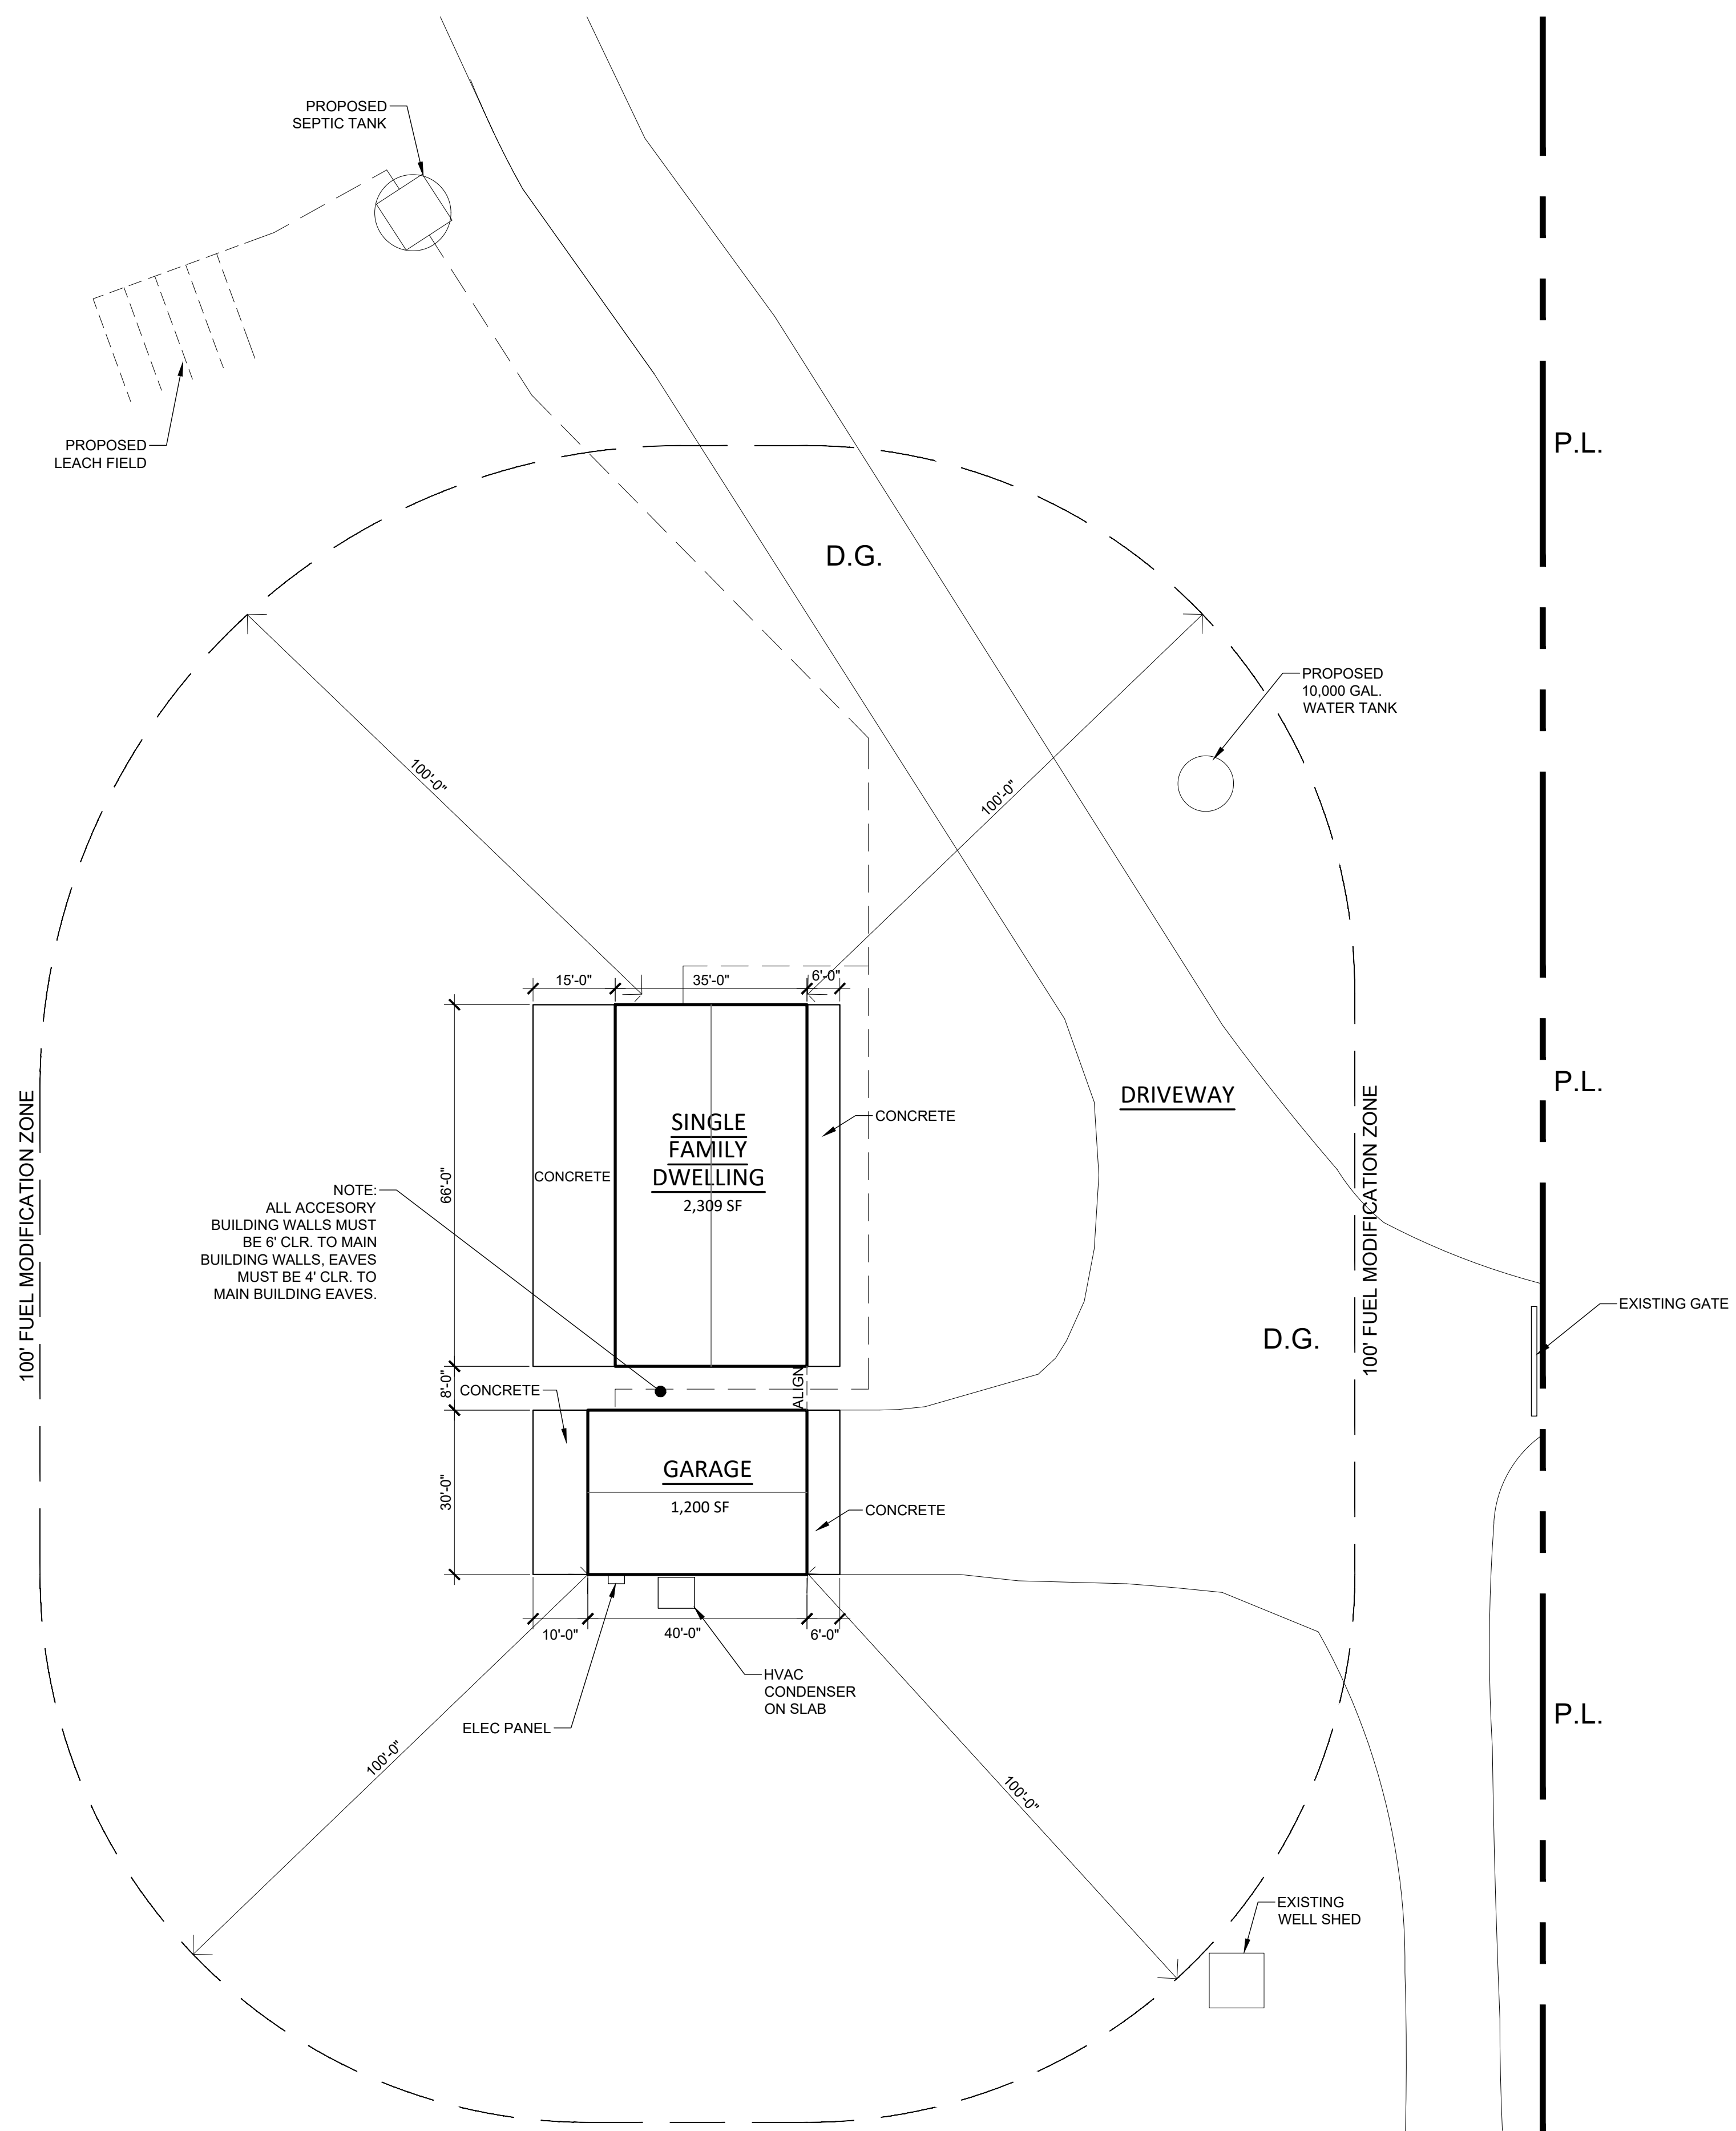 PROPOSED
SEPTIC TANK
PROPOSED
LEACH FIELD
P.L.
D.G.
PROPOSED
10,000 GAL.
WATER TANK
100'-0"
100'-0"
15'-0"
35'-0"
6'-0"
100' FUEL MODIFICATION ZONE
66'-0"
CONCRETE
SINGLE
FAMILY
DWELLING
2,309 SF
CONCRETE
DRIVEWAY
P.L.
100' FUEL MODIFICATION ZONE
NOTE:
ALL ACCESORY
BUILDING WALLS MUST
BE 6' CLR. TO MAIN
BUILDING WALLS, EAVES
MUST BE 4' CLR. TO
MAIN BUILDING EAVES.
EXISTING GATE
D.G.
8'-0"
CONCRETE
ALIGN
30'-0"
GARAGE
1,200 SF
CONCRETE
10'-0"
40'-0"
6'-0"
HVAC
CONDENSER
ON SLAB
ELEC PANEL
P.L.
100'-0"
100'-0"
EXISTING
WELL SHED